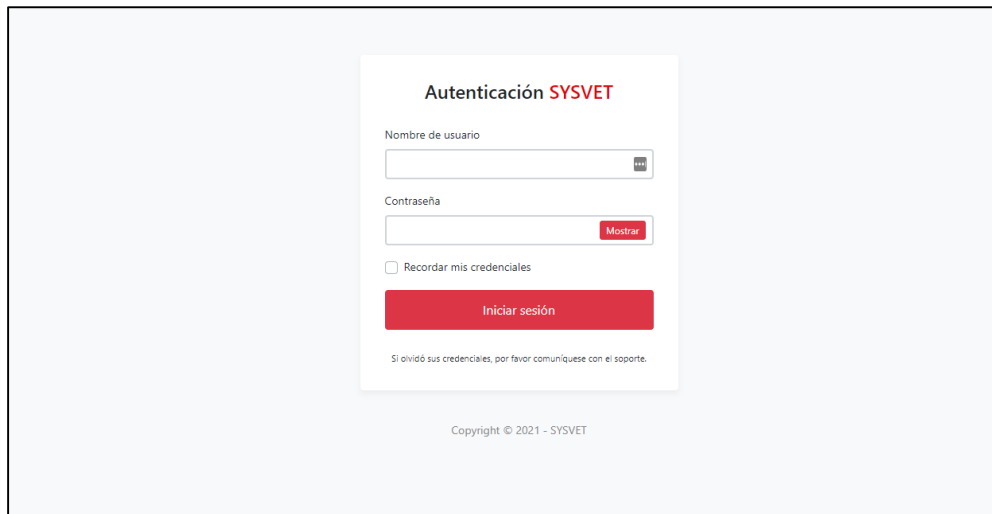 Autenticación SYSVET
Nombre de usuario
Contraseña
Mostrar
Recordar mis credenciales
Iniciar sesión
Si olvidó sus credenciales, por favor comuníquese con el soporte.
Copyright © 2021 - SYSVET